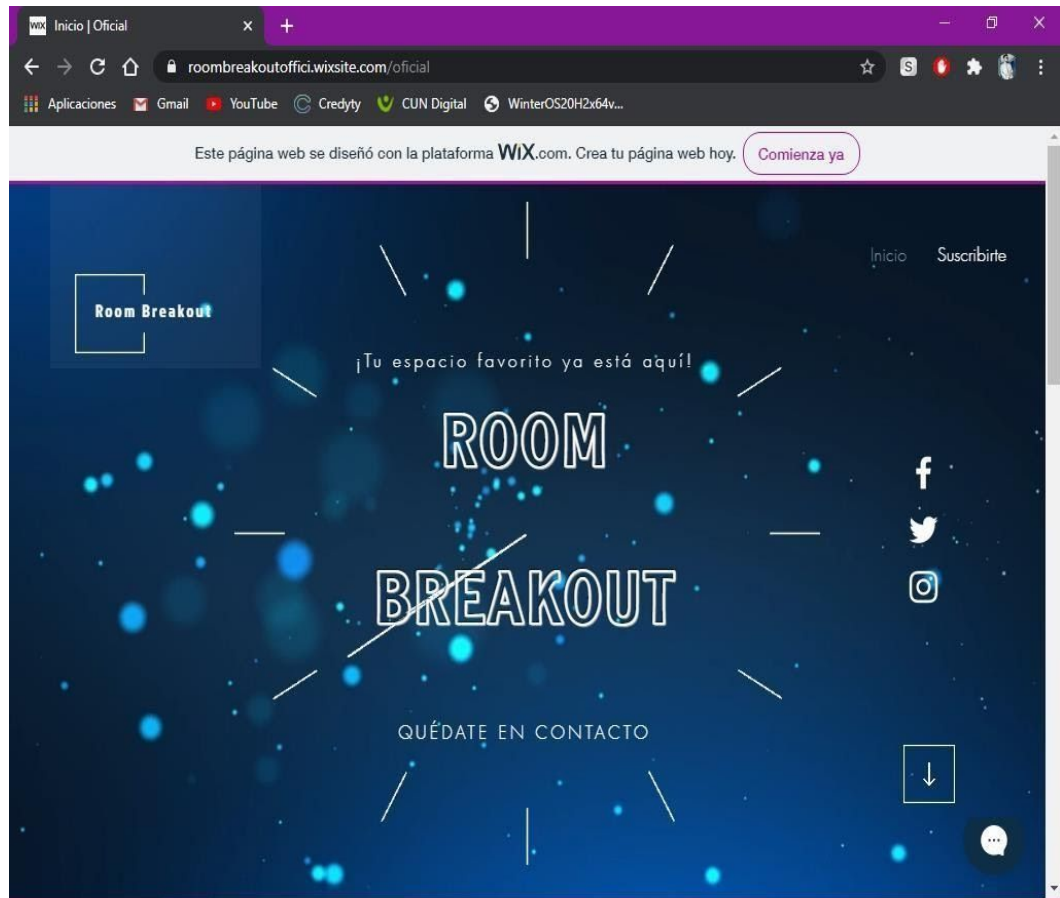 WIX Inicio | Oficial
roombreakoutoffici.wixsite.com/oficial
Aplicaciones Gmail YouTube Credyty CUN Digital WinterOS20H2x64v...
Este página web se diseñó con la plataforma WiX.com. Crea tu página web hoy. Comienza ya
Inicio Suscribirte
Room Breakout
¡Tu espacio favorito ya está aquí!
ROOM
BREAKOUT
QUÉDATE EN CONTACTO